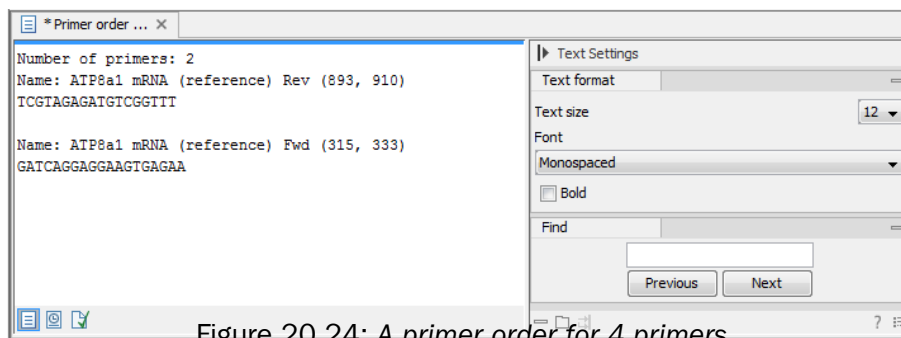 * Primer order ...
Number of primers: 2
Name: ATP8a1 mRNA (reference) Rev (893, 910)
TCGTAGAGATGTCGGTTT
Name: ATP8a1 mRNA (reference) Fwd (315, 333)
GATCAGGAGGAAGTGAGAA
Text Settings
Text format
Text size 12
Font
Monospaced
Bold
Find
Previous Next
?
Figure 20.24: A primer order for 4 primers